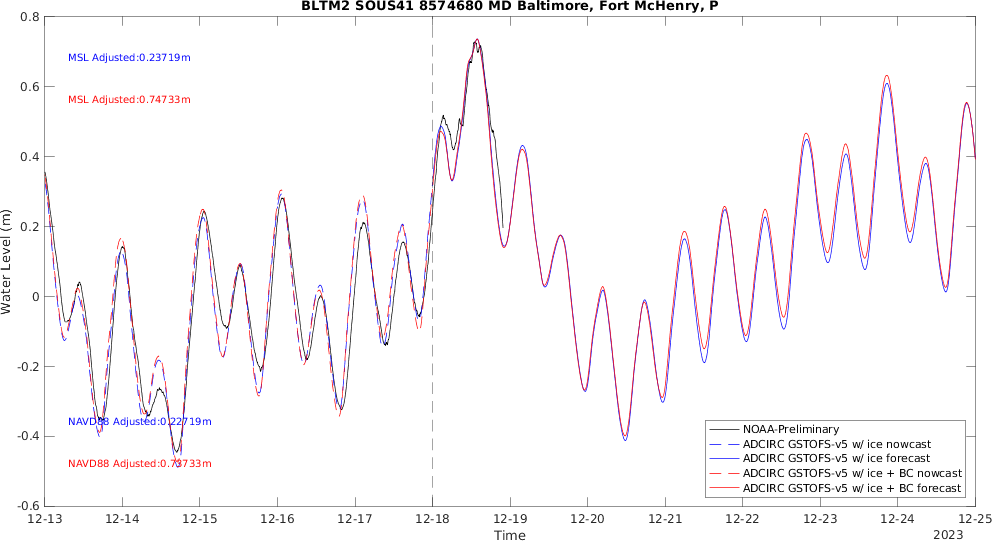 BLTM2 SOUS41 8574680 MD Baltimore, Fort McHenry, P
0.8
0.6
0.4
0.2
0
-0.2
-0.4
-0.6
Water Level (m)
MSL Adjusted:0.23719m
MSL Adjusted:0.74733m
NAVD88 Adjusted:0.22719m
NAVD88 Adjusted:0.73733m
NOAA-Preliminary
ADCIRC GSTOFS-v5 w/ ice nowcast
ADCIRC GSTOFS-v5 w/ ice forecast
ADCIRC GSTOFS-v5 w/ ice + BC nowcast
ADCIRC GSTOFS-v5 w/ ice + BC forecast
12-13 12-14 12-15 12-16 12-17 12-18 12-19 12-20 12-21 12-22 12-23 12-24 12-25
Time
2023